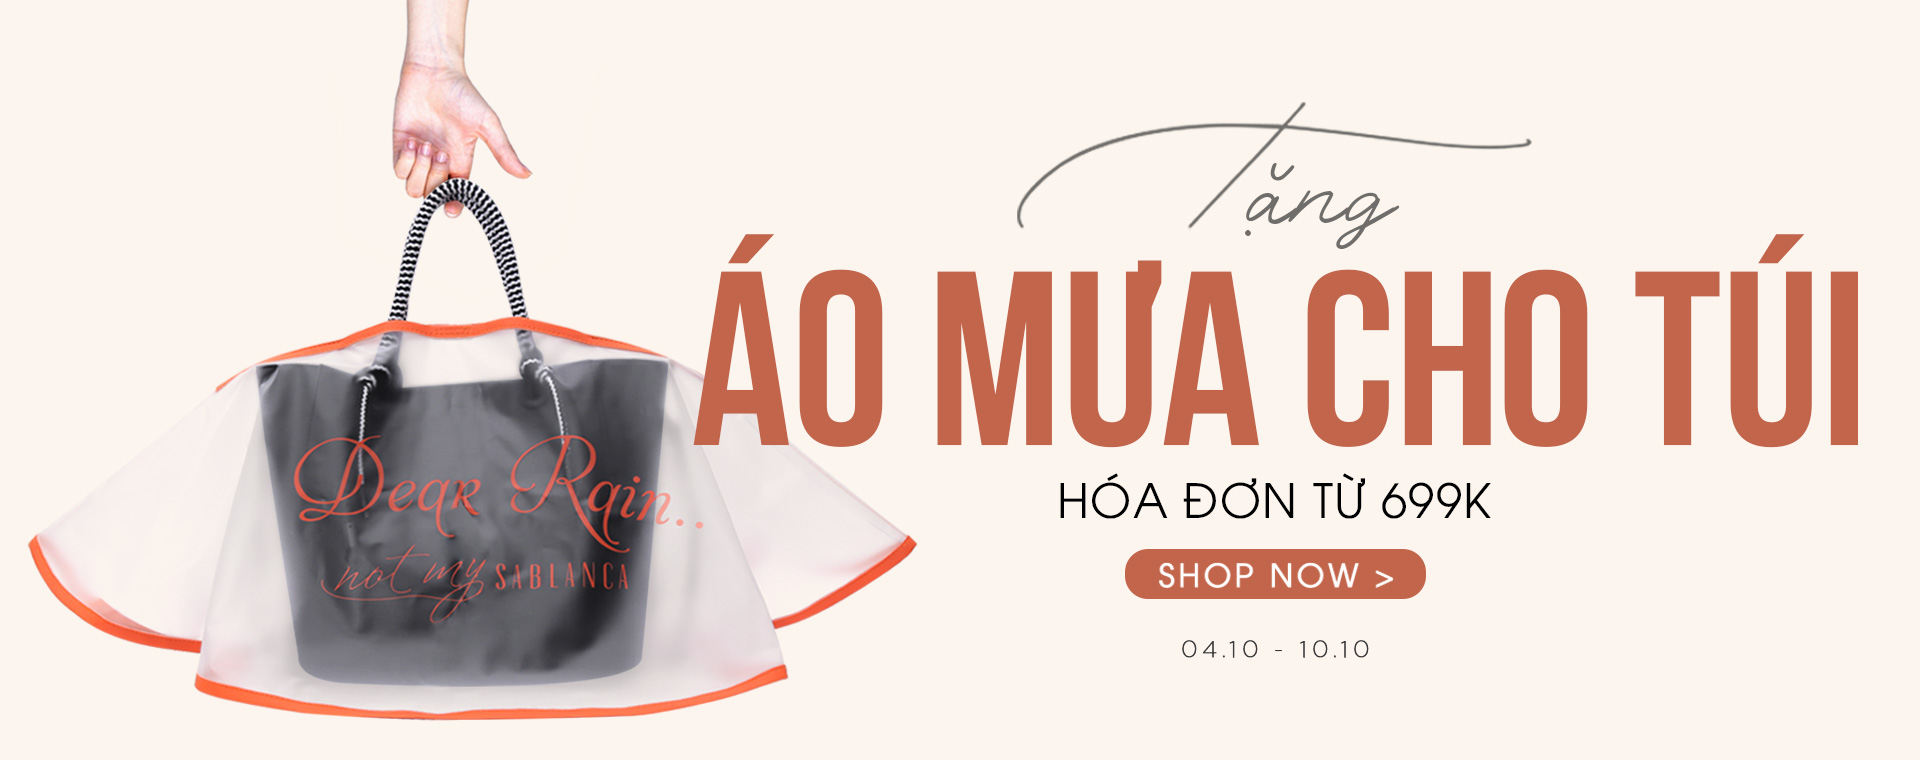 Dear Rain..
not my SABLANCA
Tặng
ÁO MƯA CHO TÚI
HÓA ĐƠN TỪ 699K
SHOP NOW >
04.10 - 10.10